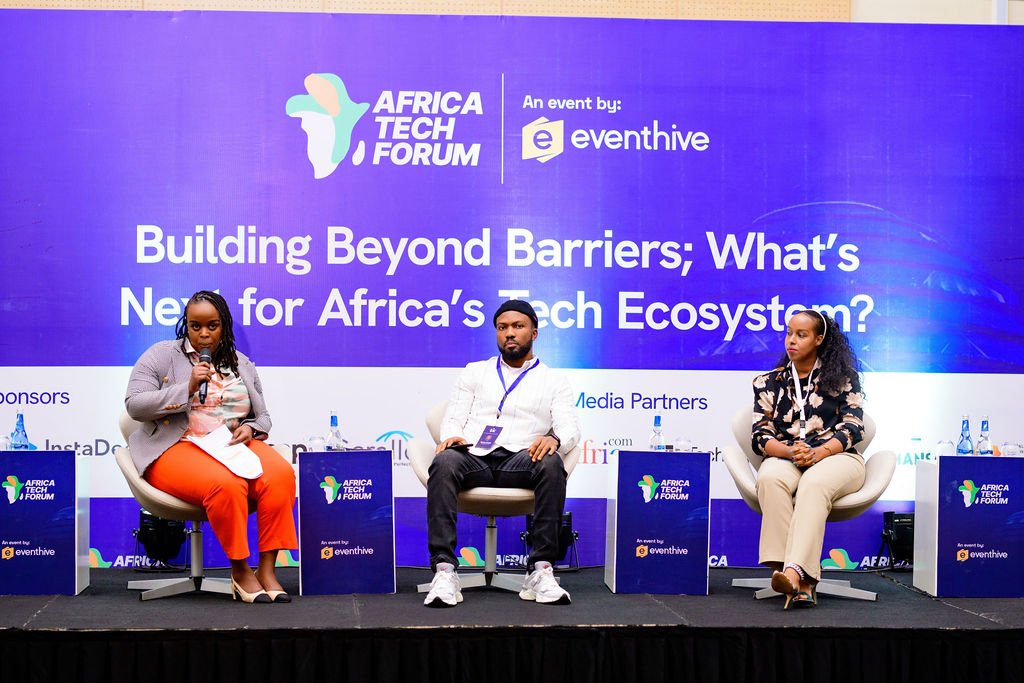 AFRICA
TECH
FORUM
An event by:
e eventhive
Building Beyond Barriers; What's
Next for Africa's Tech Ecosystem?
Media Partners
AFRICA
TECH
FORUM
An event by:
e eventhive
AFRICA
TECH
FORUM
An event by:
e eventhive
AFRICA
TECH
FORUM
An event by:
e eventhive
AFRICA
TECH
FORUM
An event by:
e eventhive